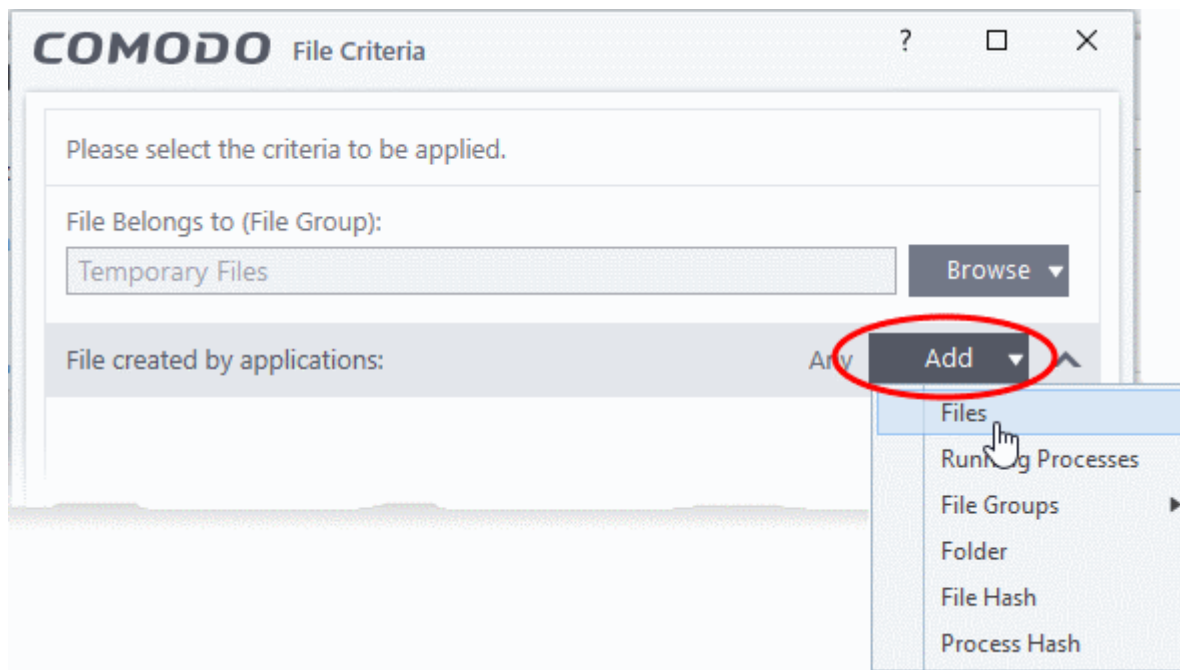 COMODO File Criteria ?
Please select the criteria to be applied.
File Belongs to (File Group):
Temporary Files Browse
File created by applications: Any Add
Files
Running Processes
File Groups
Folder
File Hash
Process Hash